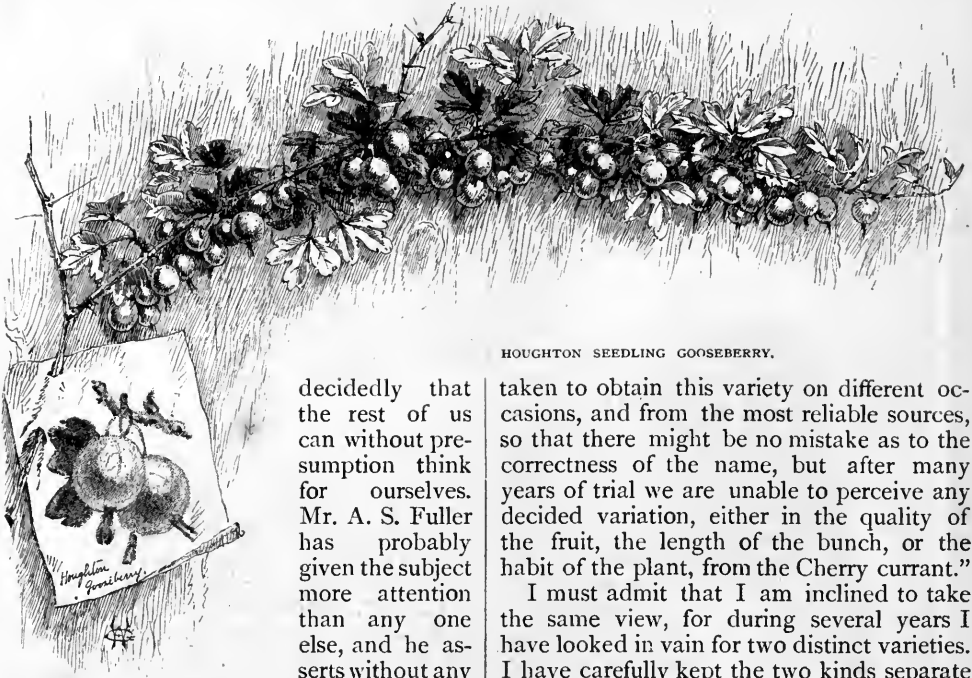 HOUGHTON SEEDLING GOOSEBERRY.
Houghton
Gooseberry.
decidedly that
the rest of us
can without pre-
sumption think
for ourselves.
Mr. A. S. Fuller
has probably
given the subject
more attention
than any one
else, and he as-
serts without any
taken to obtain this variety on different oc-
casions, and from the most reliable sources,
so that there might be no mistake as to the
correctness of the name, but after many
years of trial we are unable to perceive any
decided variation, either in the quality of
the fruit, the length of the bunch, or the
habit of the plant, from the Cherry currant.”
I must admit that I am inclined to take
the same view, for during several years I
have looked in vain for two distinct varieties.
I have carefully kept the two kinds separate